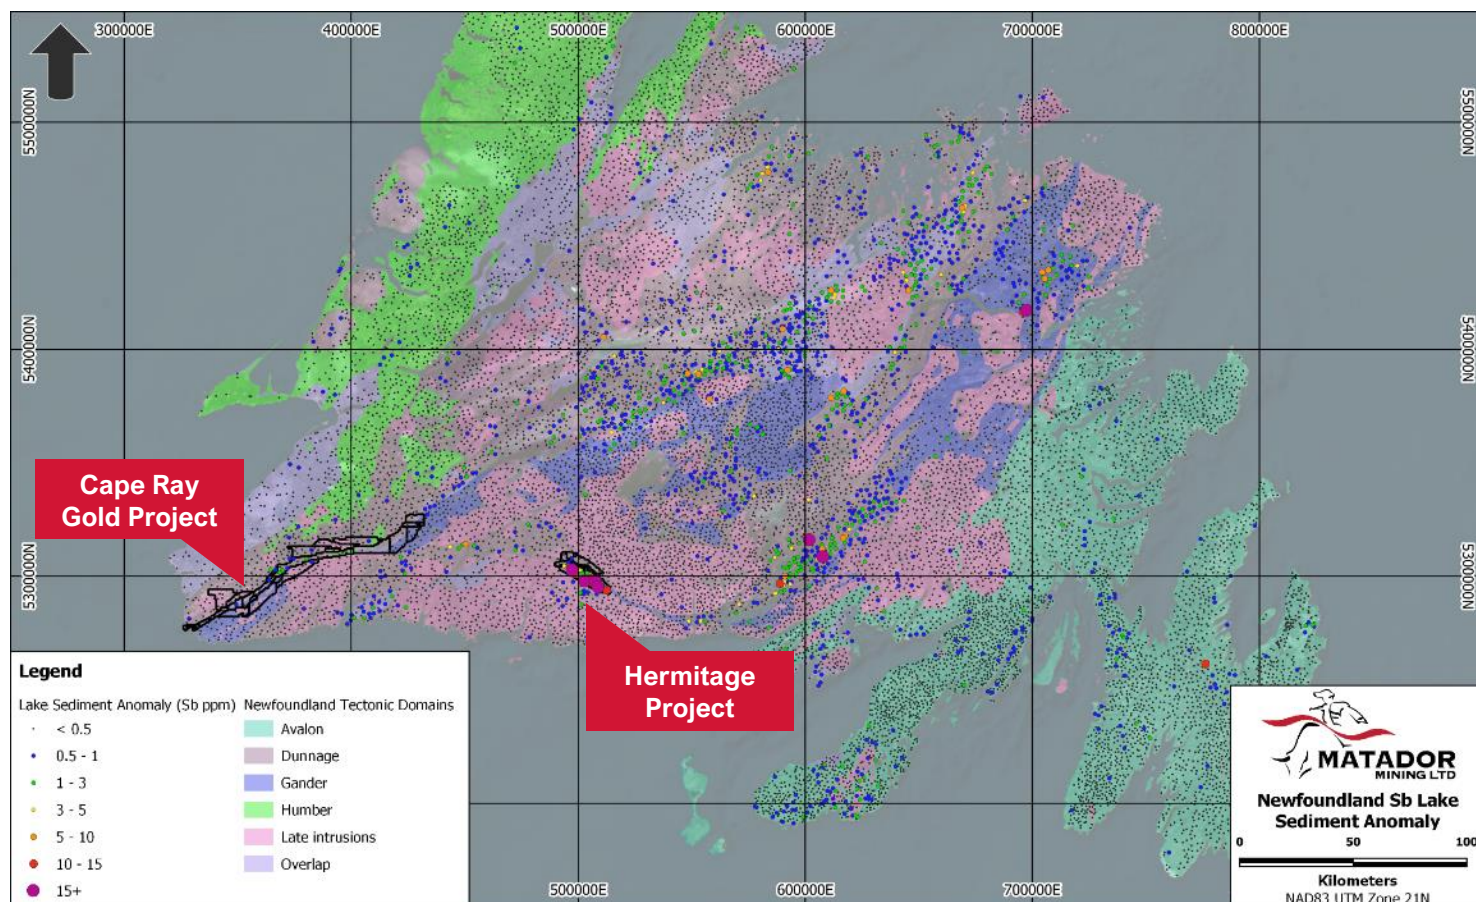 300000E
400000E
500000E
600000E
700000E
800000E
5500000N
5500000N
5400000N
5400000N
5300000N
5300000N
Cape Ray
Gold Project
Hermitage
Project
Legend
Lake Sediment Anomaly (Sb ppm)
< 0.5
0.5 - 1
1 - 3
3 - 5
5 - 10
10 - 15
15+
Newfoundland Tectonic Domains
Avalon
Dunnage
Gander
Humber
Late intrusions
Overlap
500000E
600000E
700000E
MATADOR
MINING LTD
Newfoundland Sb Lake
Sediment Anomaly
0 50 100
Kilometers
NAD83 UTM Zone 21N